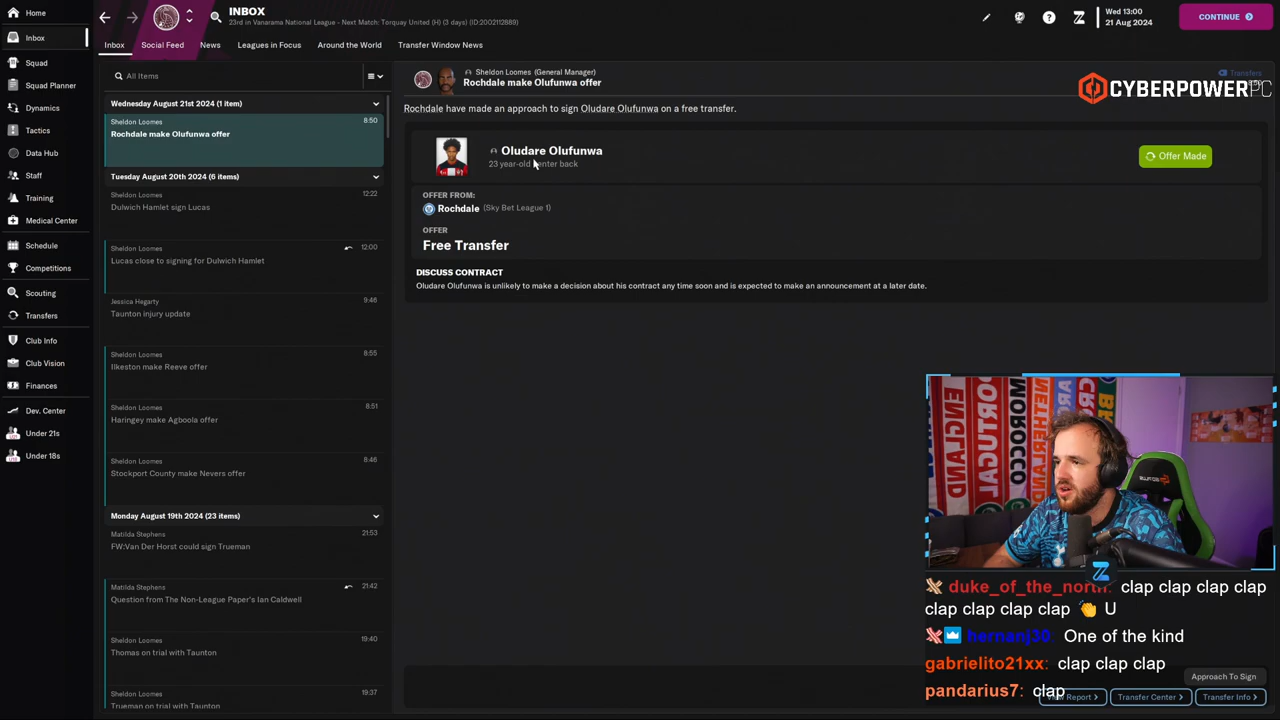 Home
Inbox
Squad
Squad Planner
Dynamics
Tactics
Data Hub
Staff
Training
Medical Center
Schedule
Competitions
Scouting
Transfers
Club Info
Club Vision
Finances
Dev. Center
Under 21s
Under 18s
INBOX
23rd in Vanarama National League - Next Match: Torquay United (H) (3 days) (ID:2002112889)
Wed 13:00
21 Aug 2024
CONTINUE
Inbox
Social Feed
News
Leagues in Focus
Around the World
Transfer Window News
All Items
Wednesday August 21st 2024 (1 item)
Sheldon Loomes 8:50
Rochdale make Olufunwa offer
Tuesday August 20th 2024 (6 items)
Sheldon Loomes 12:22
Dulwich Hamlet sign Lucas
Sheldon Loomes 12:00
Lucas close to signing for Dulwich Hamlet
Jessica Hegarty 9:46
Taunton injury update
Sheldon Loomes 8:55
Ilkeston make Reeve offer
Sheldon Loomes 8:51
Haringey make Agboola offer
Sheldon Loomes 8:46
Stockport County make Nevers offer
Monday August 19th 2024 (23 items)
Matilda Stephens 21:53
FW:Van Der Horst could sign Trueman
Matilda Stephens 21:42
Question from The Non-League Paper's Ian Caldwell
Sheldon Loomes 19:40
Thomas on trial with Taunton
Sheldon Loomes 19:37
Trueman on trial with Taunton
Sheldon Loomes (General Manager)
Rochdale make Olufunwa offer
Transfers
CYBERPOWERPC
Rochdale have made an approach to sign Oludare Olufunwa on a free transfer.
Oludare Olufunwa
23 year-old center back
Offer Made
OFFER FROM:
Rochdale (Sky Bet League 1)
OFFER
Free Transfer
DISCUSS CONTRACT
Oludare Olufunwa is unlikely to make a decision about his contract any time soon and is expected to make an announcement at a later date.
ENGLAND
PORTUGAL
MOROCCO
duke_of_the_north: clap clap clap clap
clap clap clap clap U
hernanj30: One of the kind
gabrielito21xx: clap clap clap
pandarius7: clap
Approach To Sign
Report
Transfer Center
Transfer Info